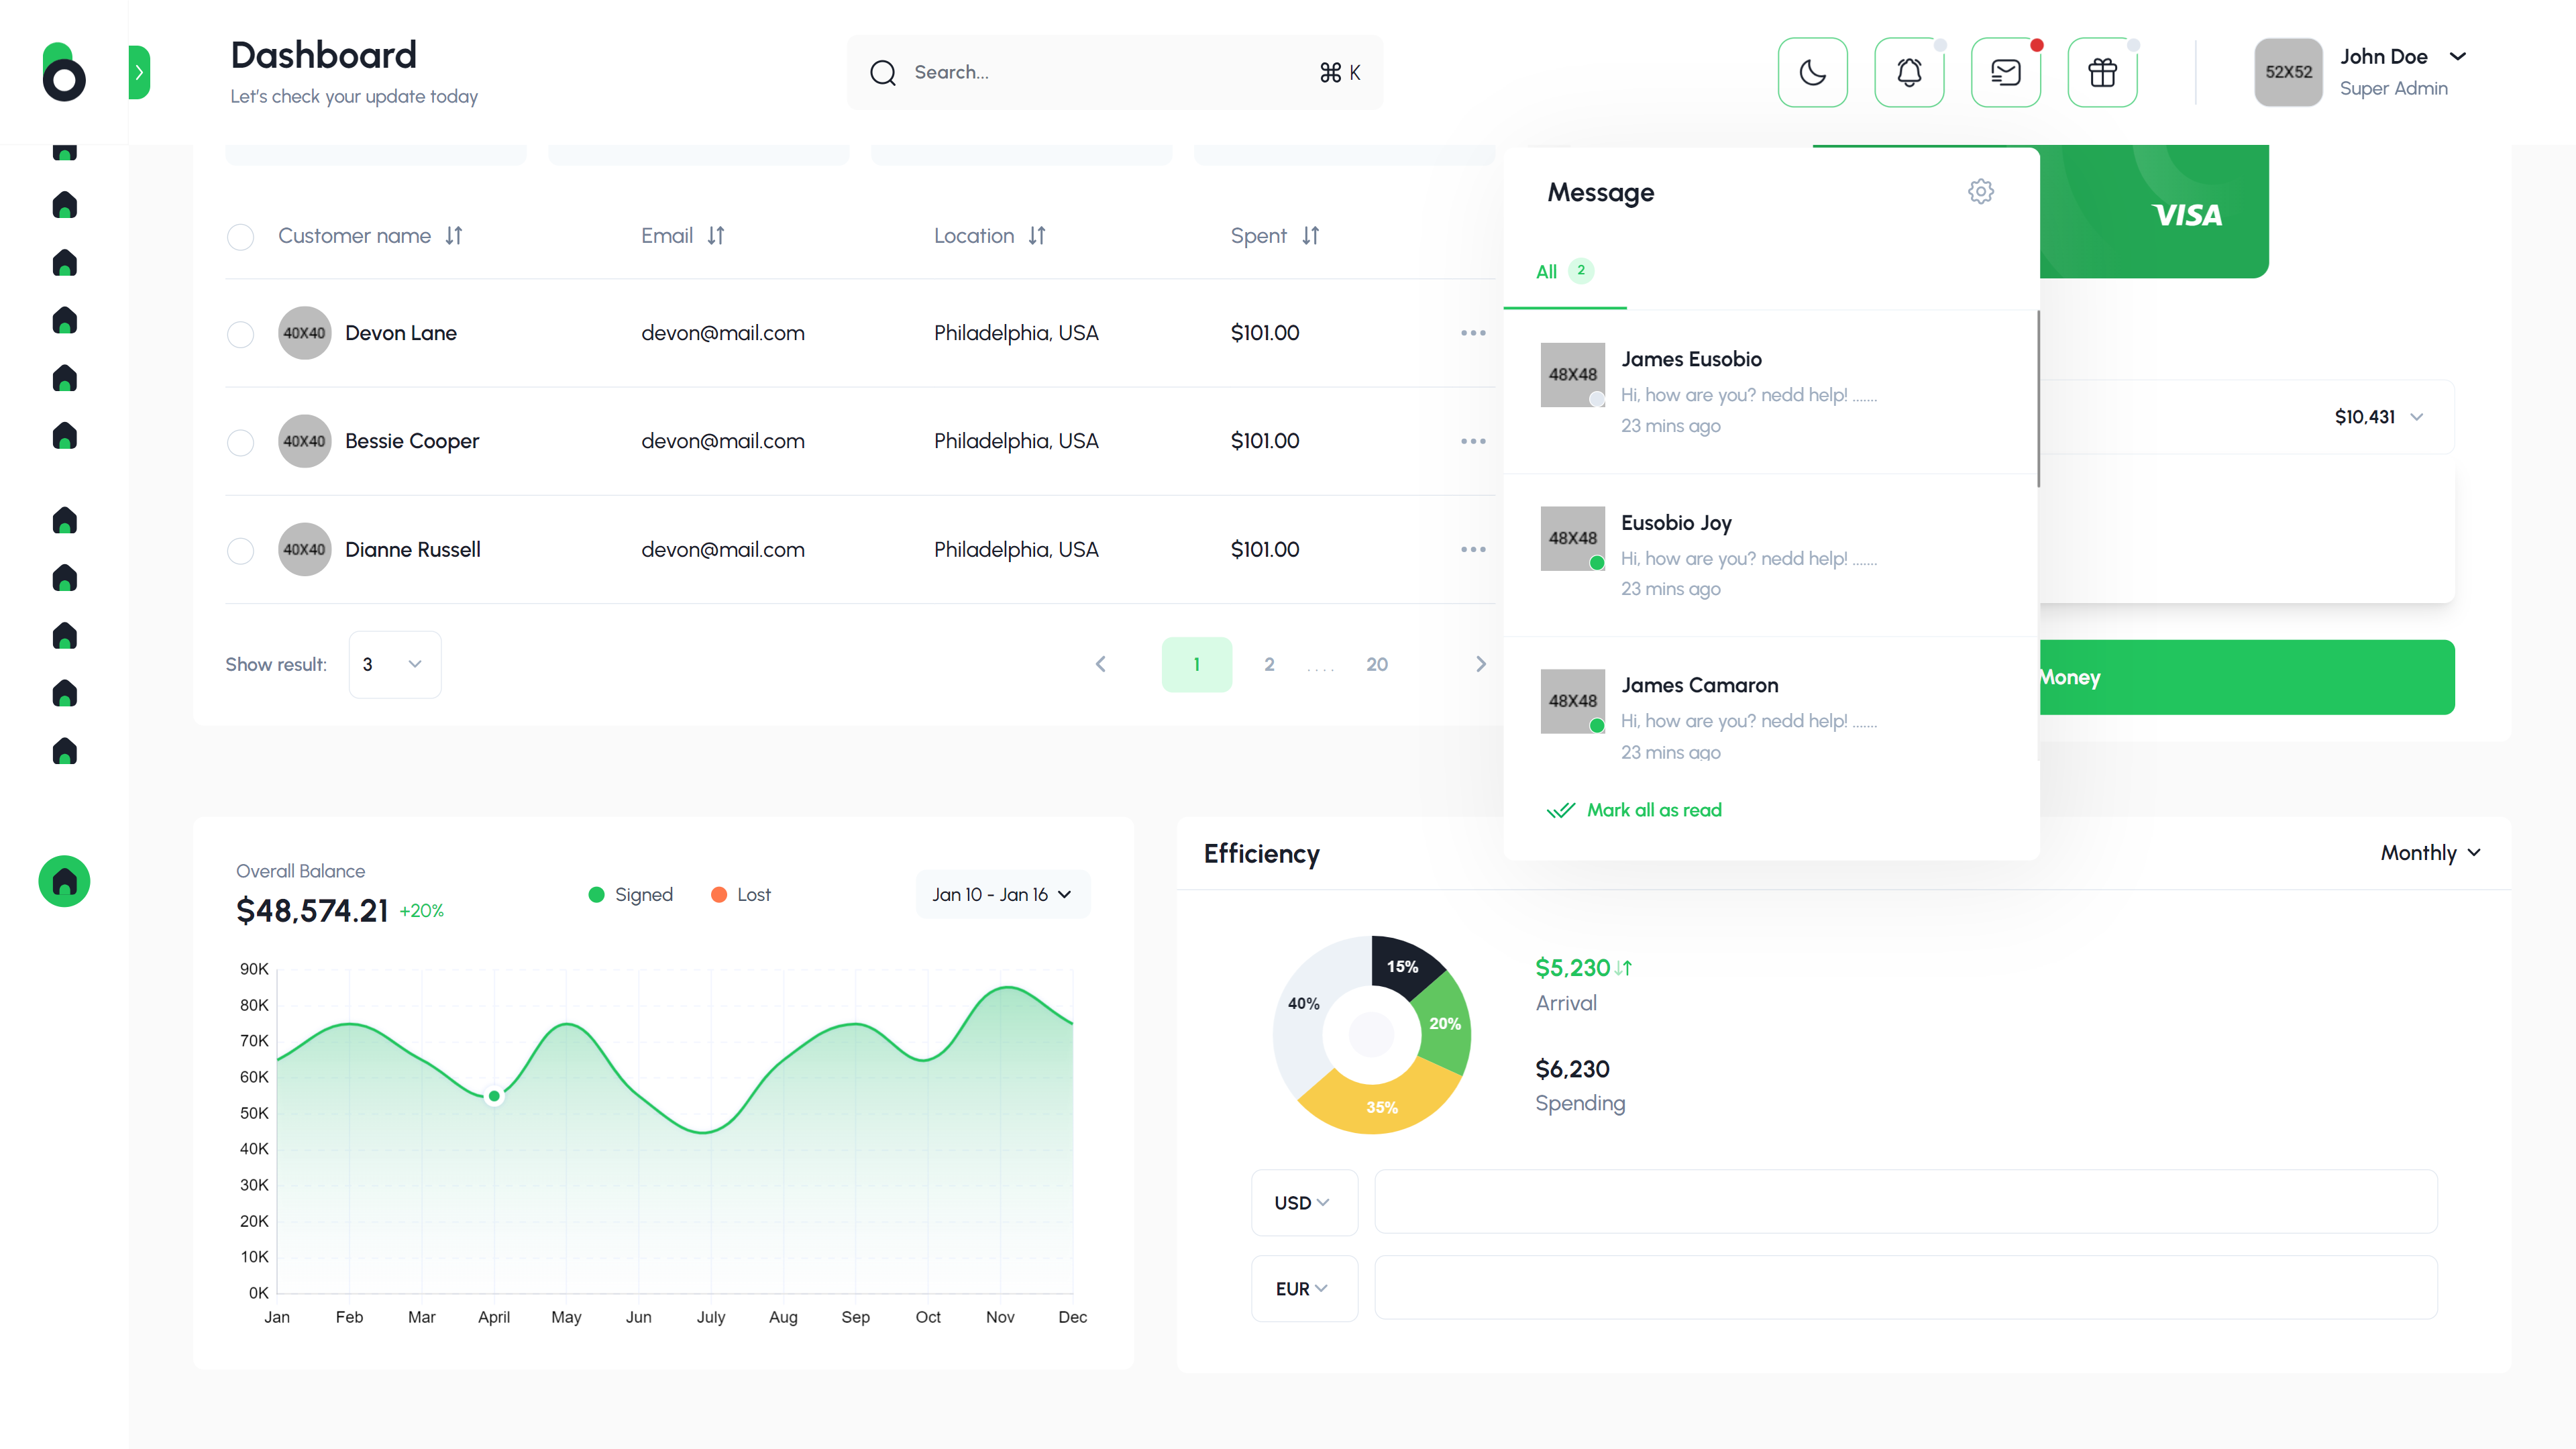 Dashboard
Let's check your update today
Search...
⌘ K
52X52
John Doe
Super Admin
Customer name
Email
Location
Spent
40X40
Devon Lane
devon@mail.com
Philadelphia, USA
$101.00
40X40
Bessie Cooper
devon@mail.com
Philadelphia, USA
$101.00
40X40
Dianne Russell
devon@mail.com
Philadelphia, USA
$101.00
Show result:
3
1
2
....
20
Message
All 2
48X48
James Eusobio
Hi, how are you? nedd help! .......
23 mins ago
48X48
Eusobio Joy
Hi, how are you? nedd help! .......
23 mins ago
48X48
James Camaron
Hi, how are you? nedd help! .......
23 mins ago
Mark all as read
VISA
$10,431
Money
Overall Balance
$48,574.21 +20%
Signed
Lost
Jan 10 - Jan 16
90K
80K
70K
60K
50K
40K
30K
20K
10K
0K
Jan
Feb
Mar
April
May
Jun
July
Aug
Sep
Oct
Nov
Dec
Efficiency
Monthly
15%
40%
20%
35%
$5,230
Arrival
$6,230
Spending
USD
EUR